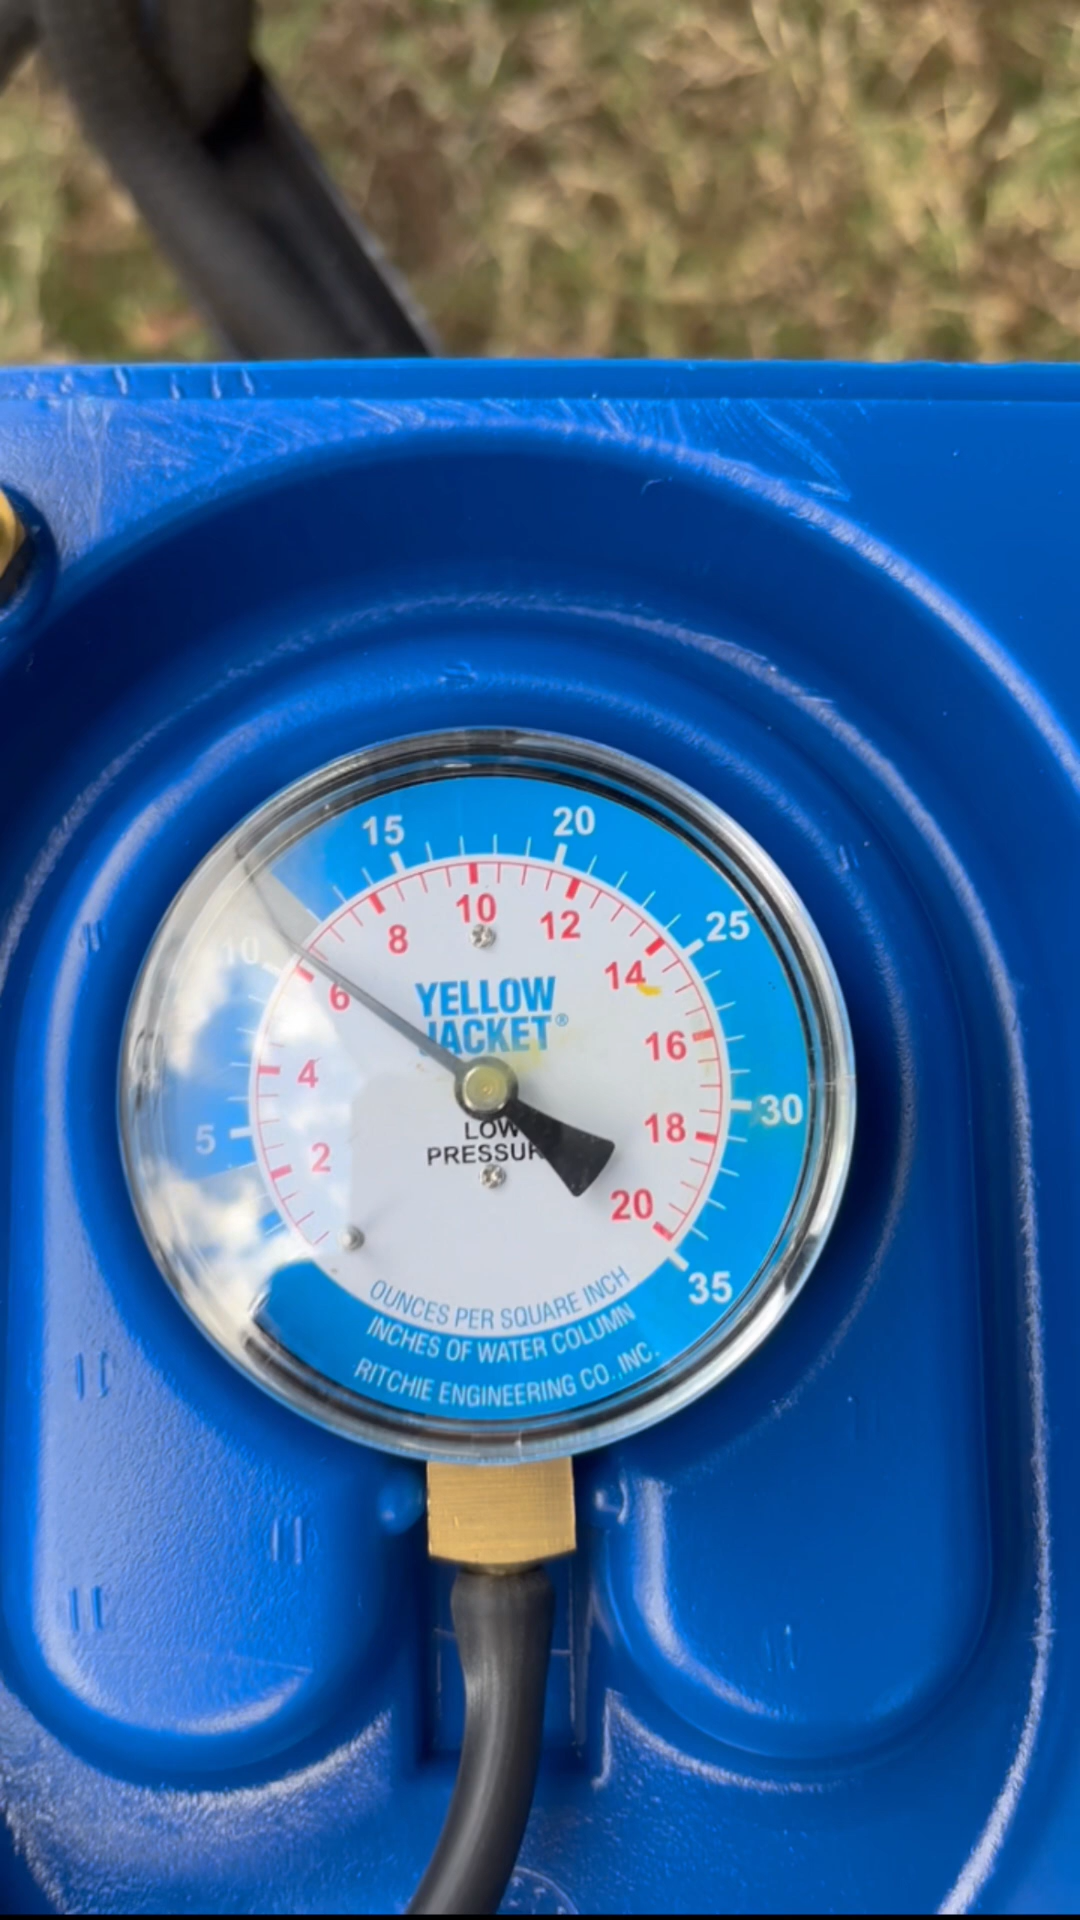 15
20
10
25
8
10
12
6
14
YELLOW
JACKET®
4
16
5
2
LOW
PRESSURE
18
30
20
35
OUNCES PER SQUARE INCH
INCHES OF WATER COLUMN
RITCHIE ENGINEERING CO., INC.